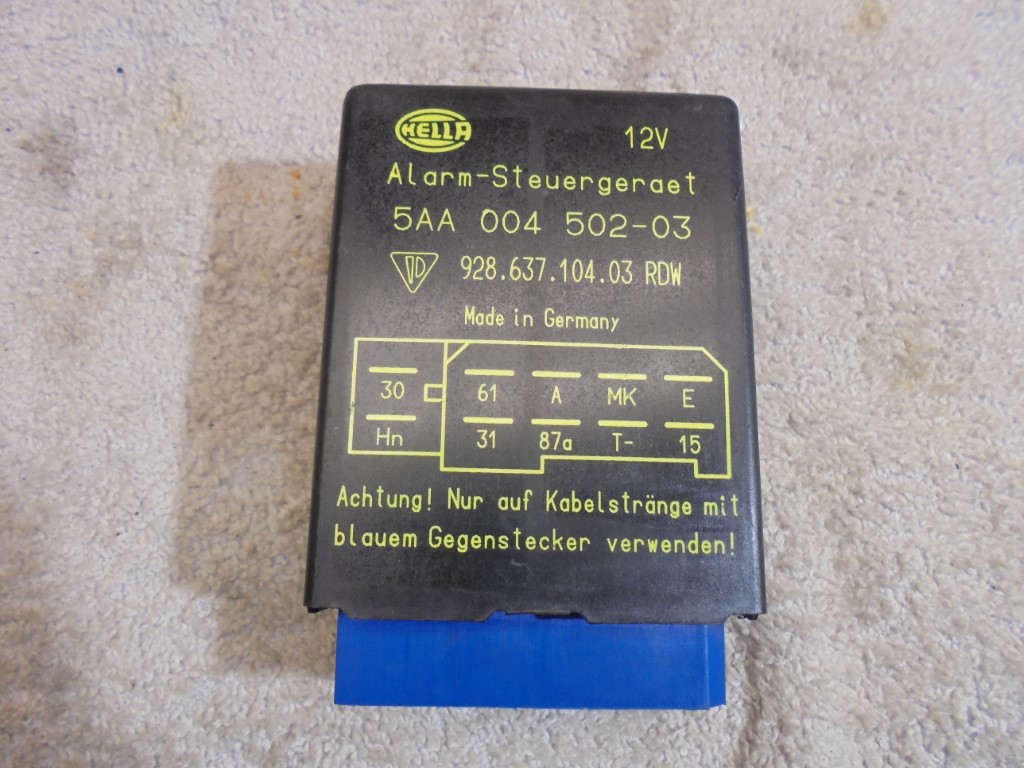 HELLA
12V
Alarm-Steuergeraet
5AA 004 502-03
928.637.104.03 RDW
Made in Germany
30 61 A MK E
Hn 31 87a T- 15
Achtung! Nur auf Kabelstränge mit
blauem Gegenstecker verwenden!